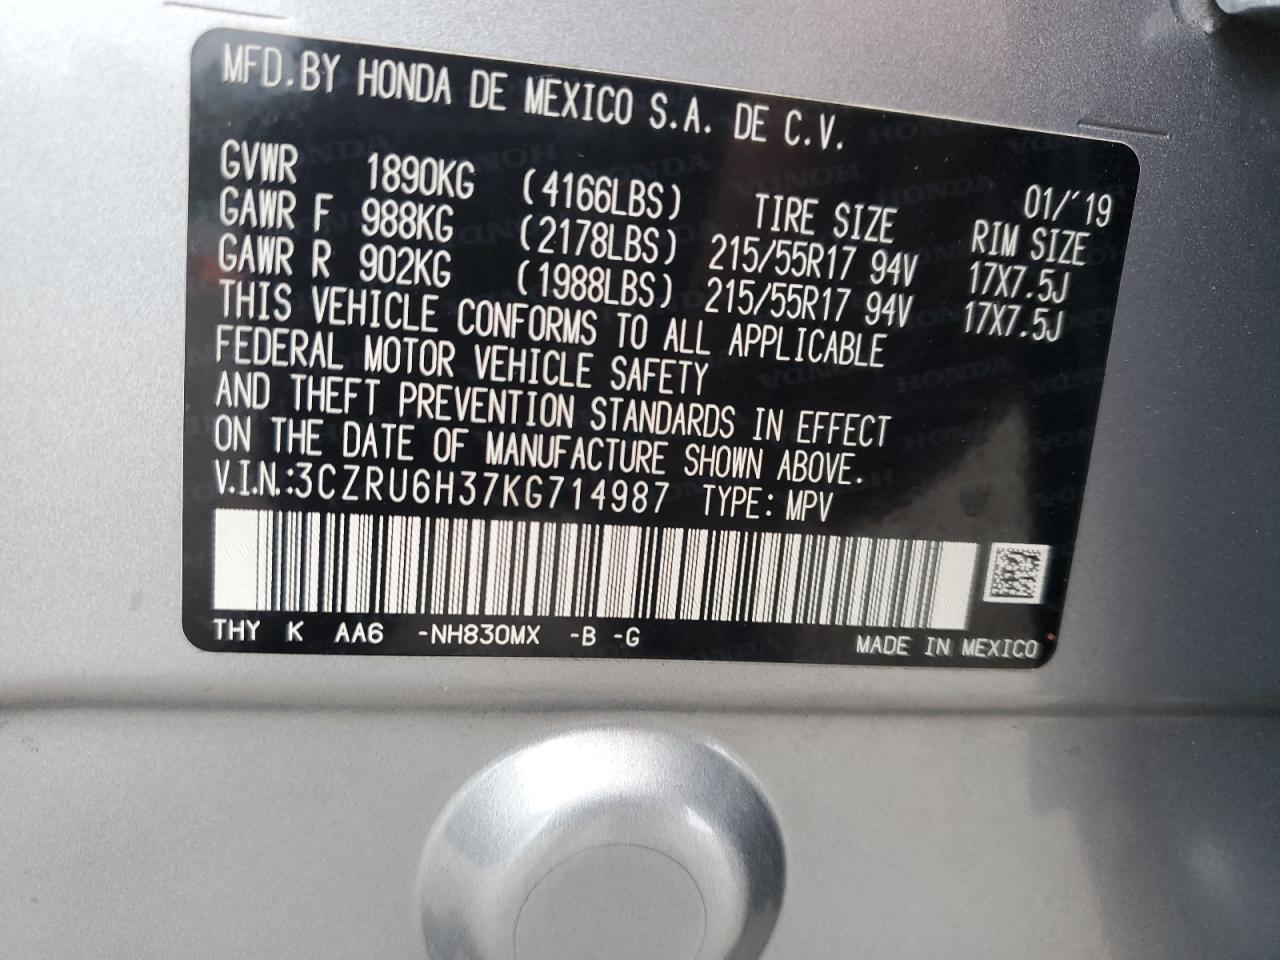 MFD.BY HONDA DE MEXICO S.A. DE C.V.
01/'19
GVWR 1890KG (4166LBS) TIRE SIZE RIM SIZE
GAWR F 988KG (2178LBS) 215/55R17 94V 17X7.5J
GAWR R 902KG (1988LBS) 215/55R17 94V 17X7.5J
THIS VEHICLE CONFORMS TO ALL APPLICABLE
FEDERAL MOTOR VEHICLE SAFETY
AND THEFT PREVENTION STANDARDS IN EFFECT
ON THE DATE OF MANUFACTURE SHOWN ABOVE.
V.I.N.:3CZRU6H37KG714987 TYPE: MPV
THY K AA6 -NH830MX -B -G MADE IN MEXICO